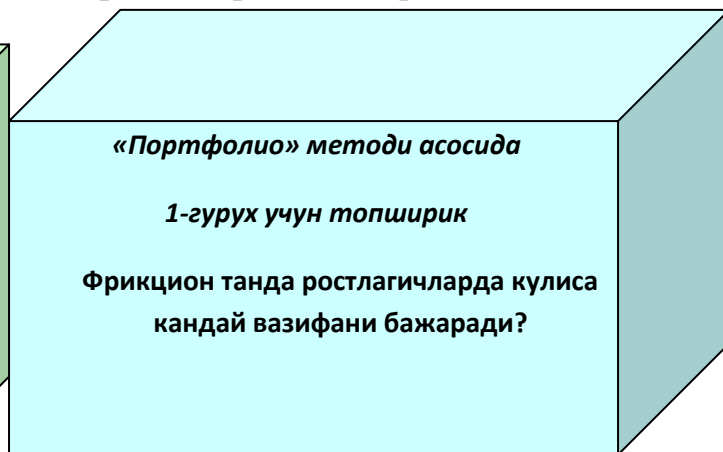 «Портфолио» методи асосида
1-гурух учун топширик
Фрикцион танда ростлагичларда кулиса
кандай вазифани бажаради?